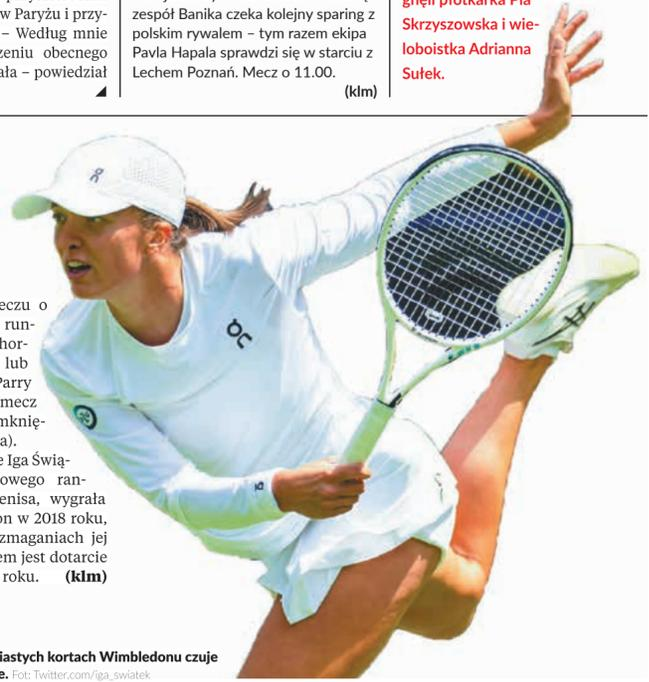 w Paryżu i przy-
– Według mnie
zeniu obecnego
ała – powiedział
zespół Banika czeka kolejny sparing z
polskim rywalem – tym razem ekipa
Pavla Hapala sprawdzi się w starciu z
Lechem Poznań. Mecz o 11.00.
(klm)
gnęli płotkarka Pia
Skrzyszowska i wie-
loboistka Adrianna
Sułek.
eczu o
run-
hor-
lub
Parry
mecz
mknię-
a).
e Iga Świą-
owego ran-
enisa, wygrała
on w 2018 roku,
zmaganiach jej
em jest dotarcie
roku. (klm)
iastych kortach Wimbledonu czuje
e. Fot: Twitter.com/iga_swiatek